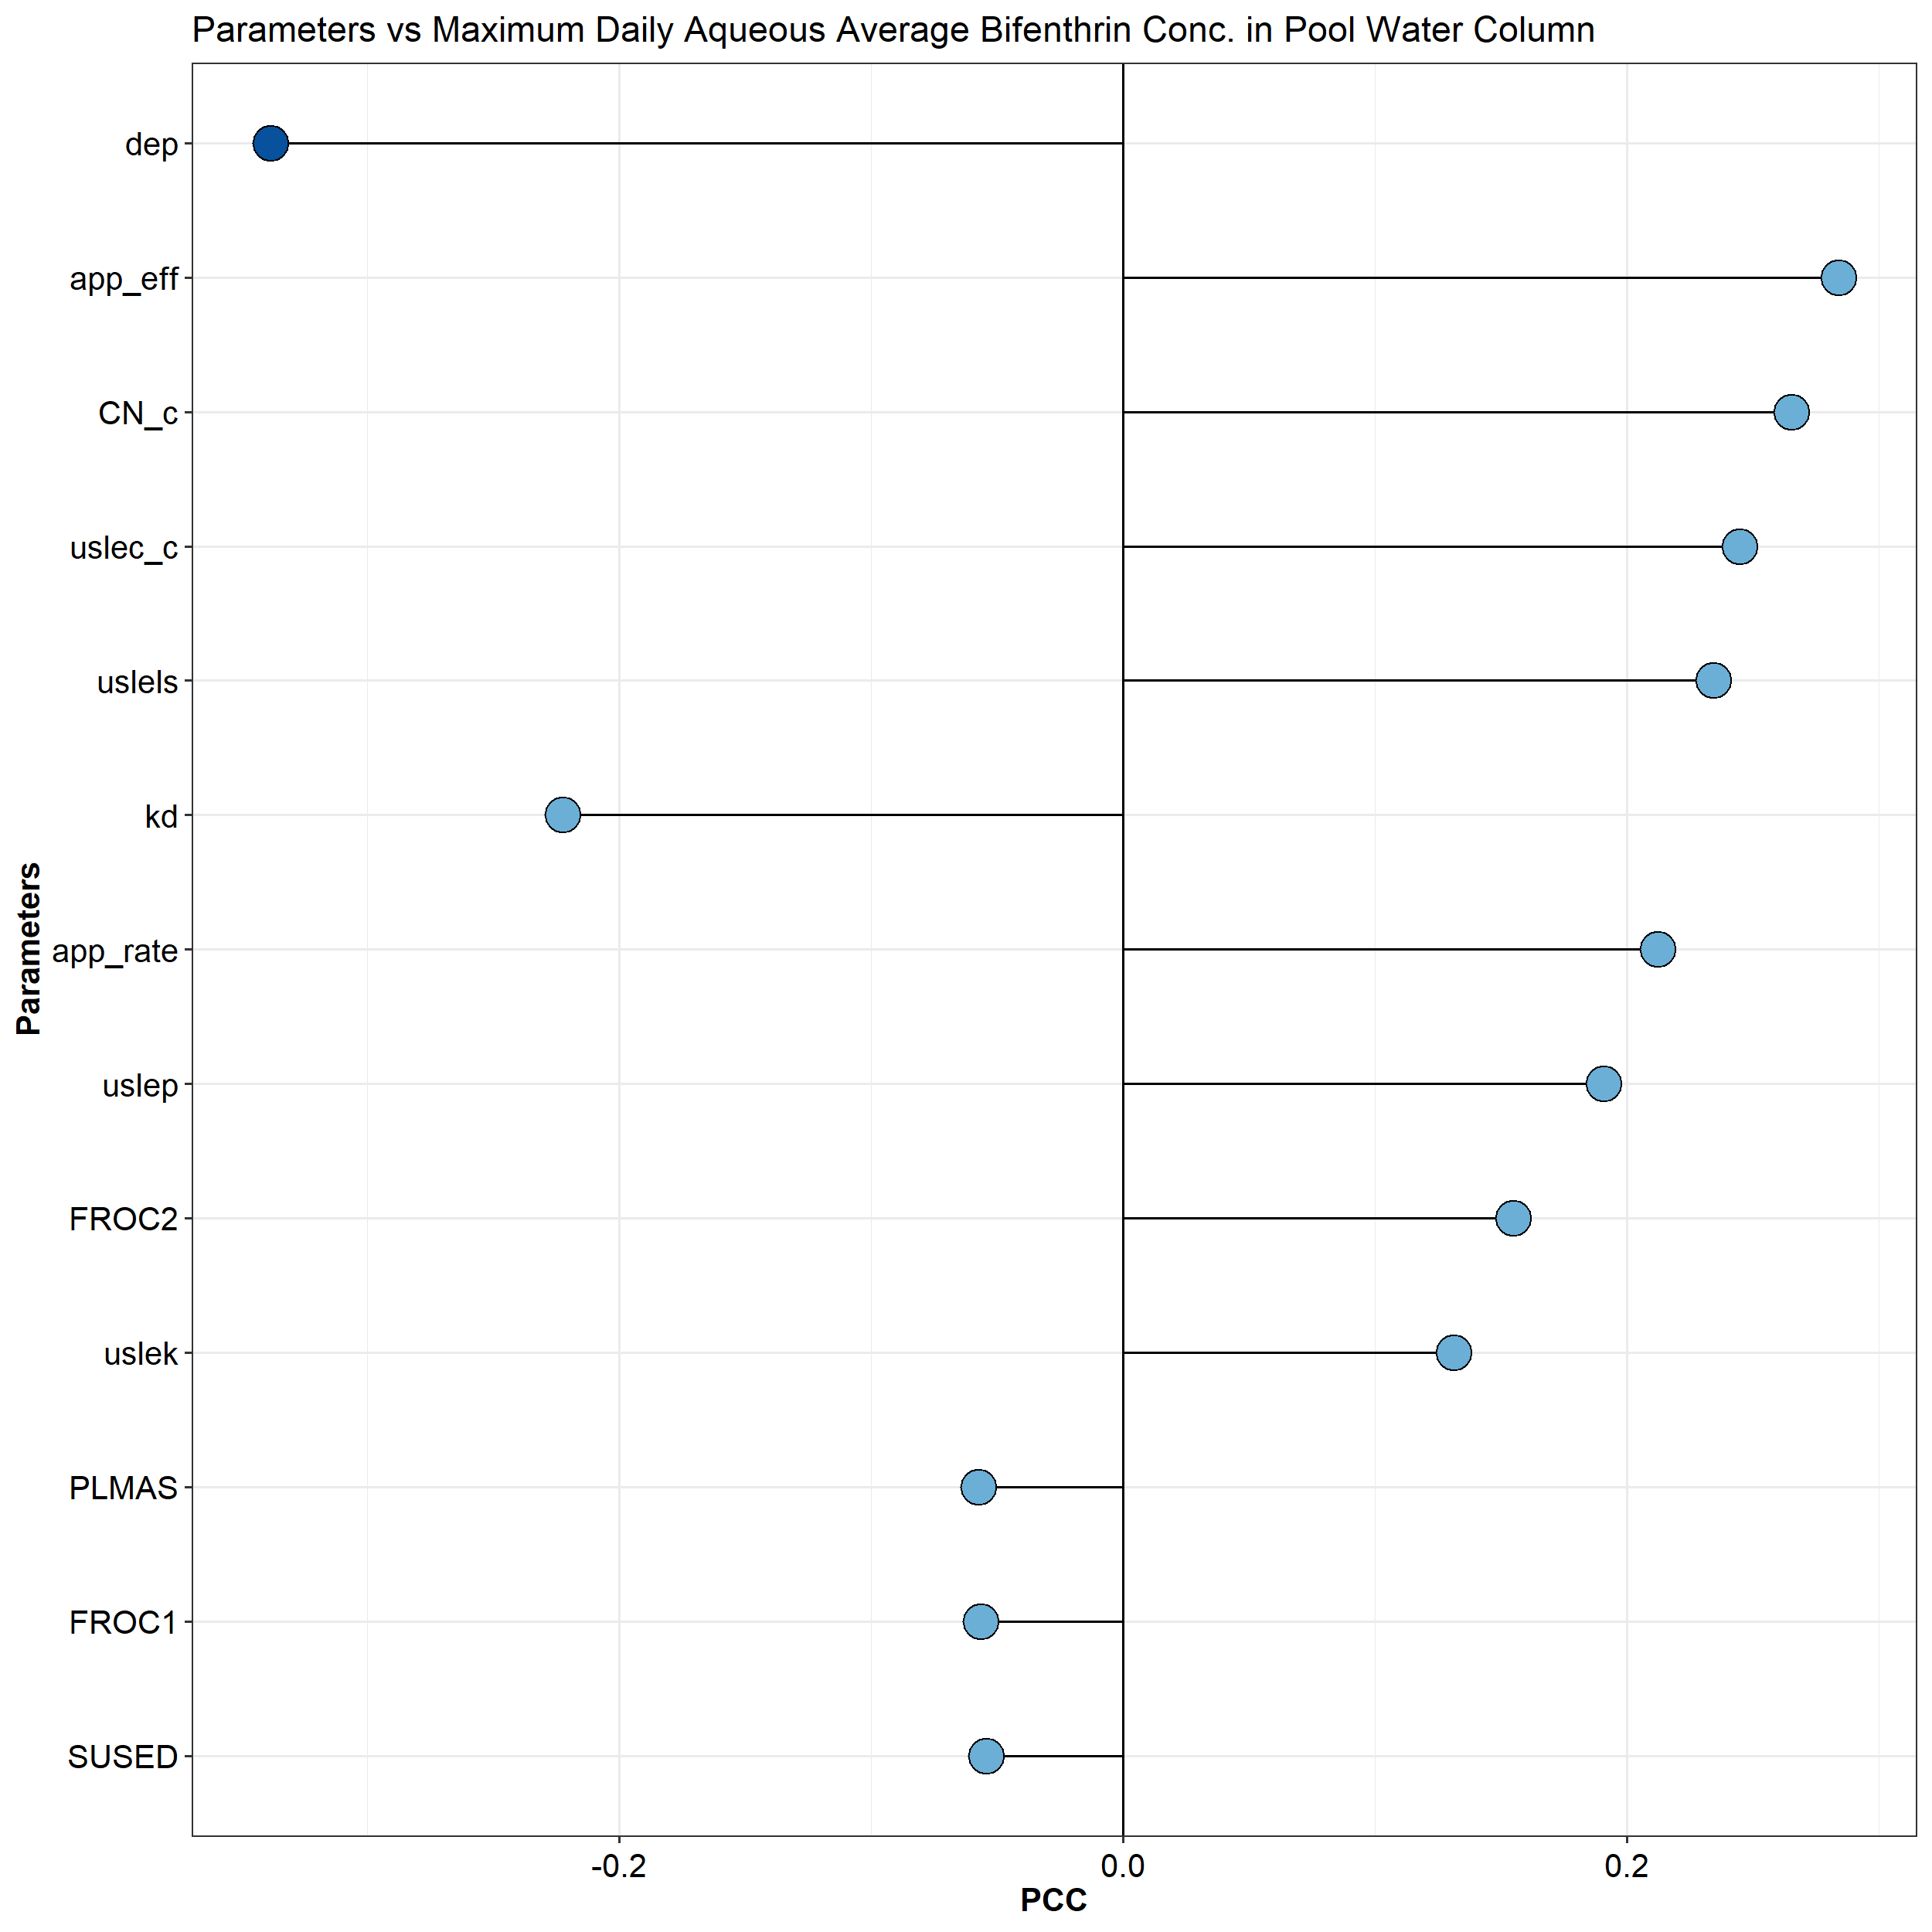 Parameters vs Maximum Daily Aqueous Average Bifenthrin Conc. in Pool Water Column
dep
app_eff
CN_c
uslec_c
uslels
kd
app_rate
uslep
FROC2
uslek
PLMAS
FROC1
SUSED
Parameters
-0.2 0.0 0.2
PCC